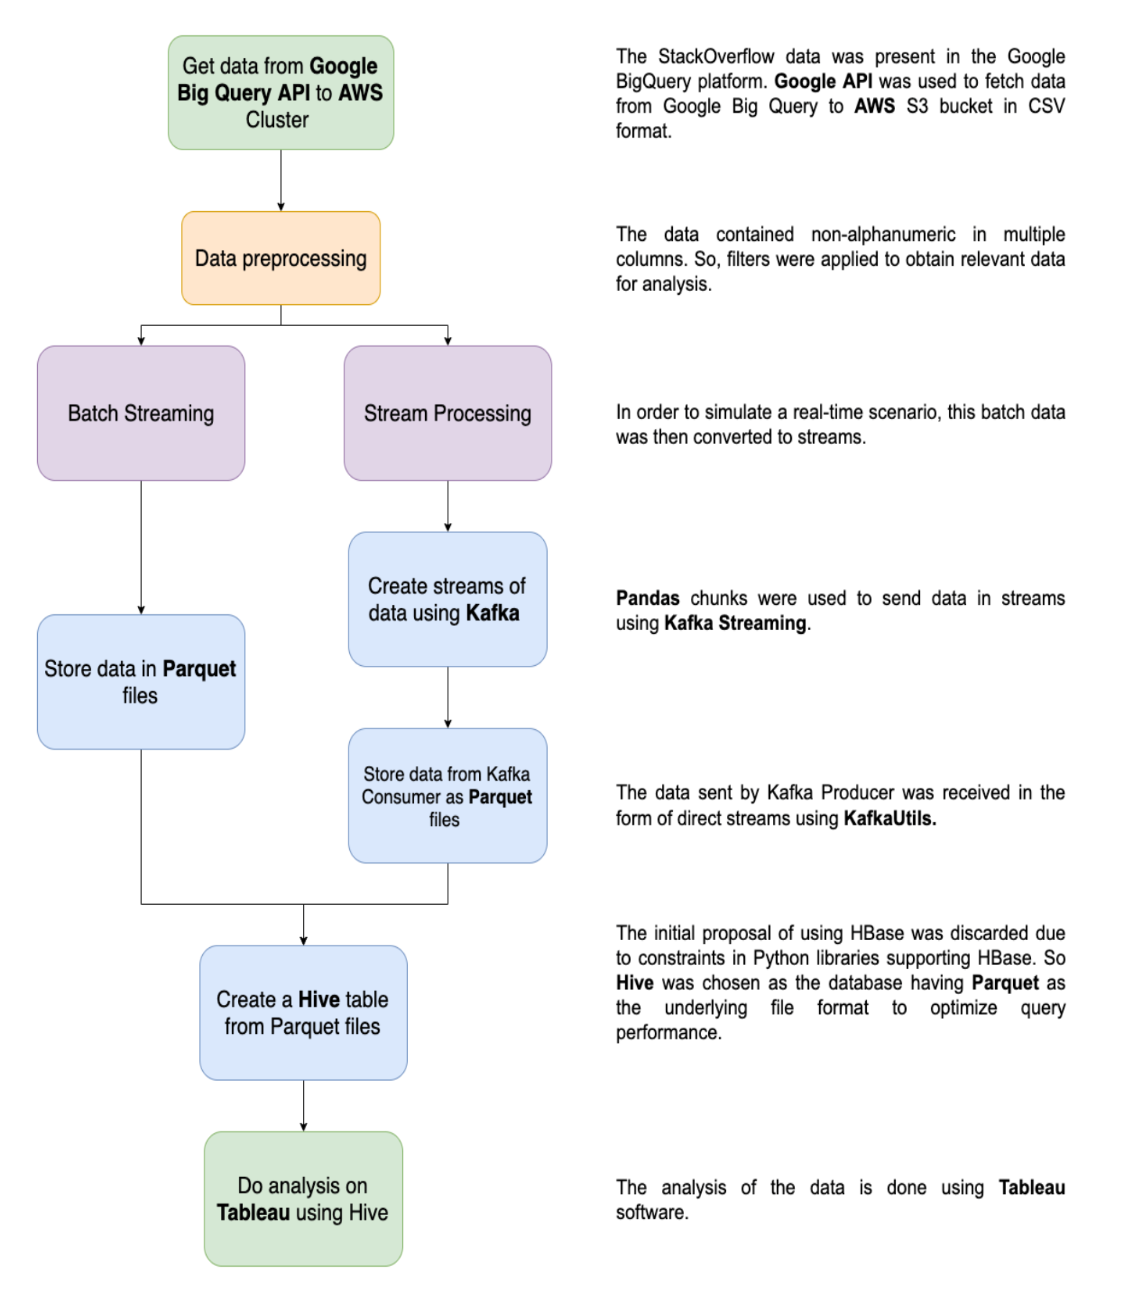 Get data from Google
Big Query API to AWS
Cluster
The StackOverflow data was present in the Google
BigQuery platform. Google API was used to fetch data
from Google Big Query to AWS S3 bucket in CSV
format.
Data preprocessing
The data contained non-alphanumeric in multiple
columns. So, filters were applied to obtain relevant data
for analysis.
Batch Streaming
Stream Processing
In order to simulate a real-time scenario, this batch data
was then converted to streams.
Create streams of
data using Kafka
Pandas chunks were used to send data in streams
using Kafka Streaming.
Store data in Parquet
files
Store data from Kafka
Consumer as Parquet
files
The data sent by Kafka Producer was received in the
form of direct streams using KafkaUtils.
Create a Hive table
from Parquet files
The initial proposal of using HBase was discarded due
to constraints in Python libraries supporting HBase. So
Hive was chosen as the database having Parquet as
the underlying file format to optimize query
performance.
Do analysis on
Tableau using Hive
The analysis of the data is done using Tableau
software.